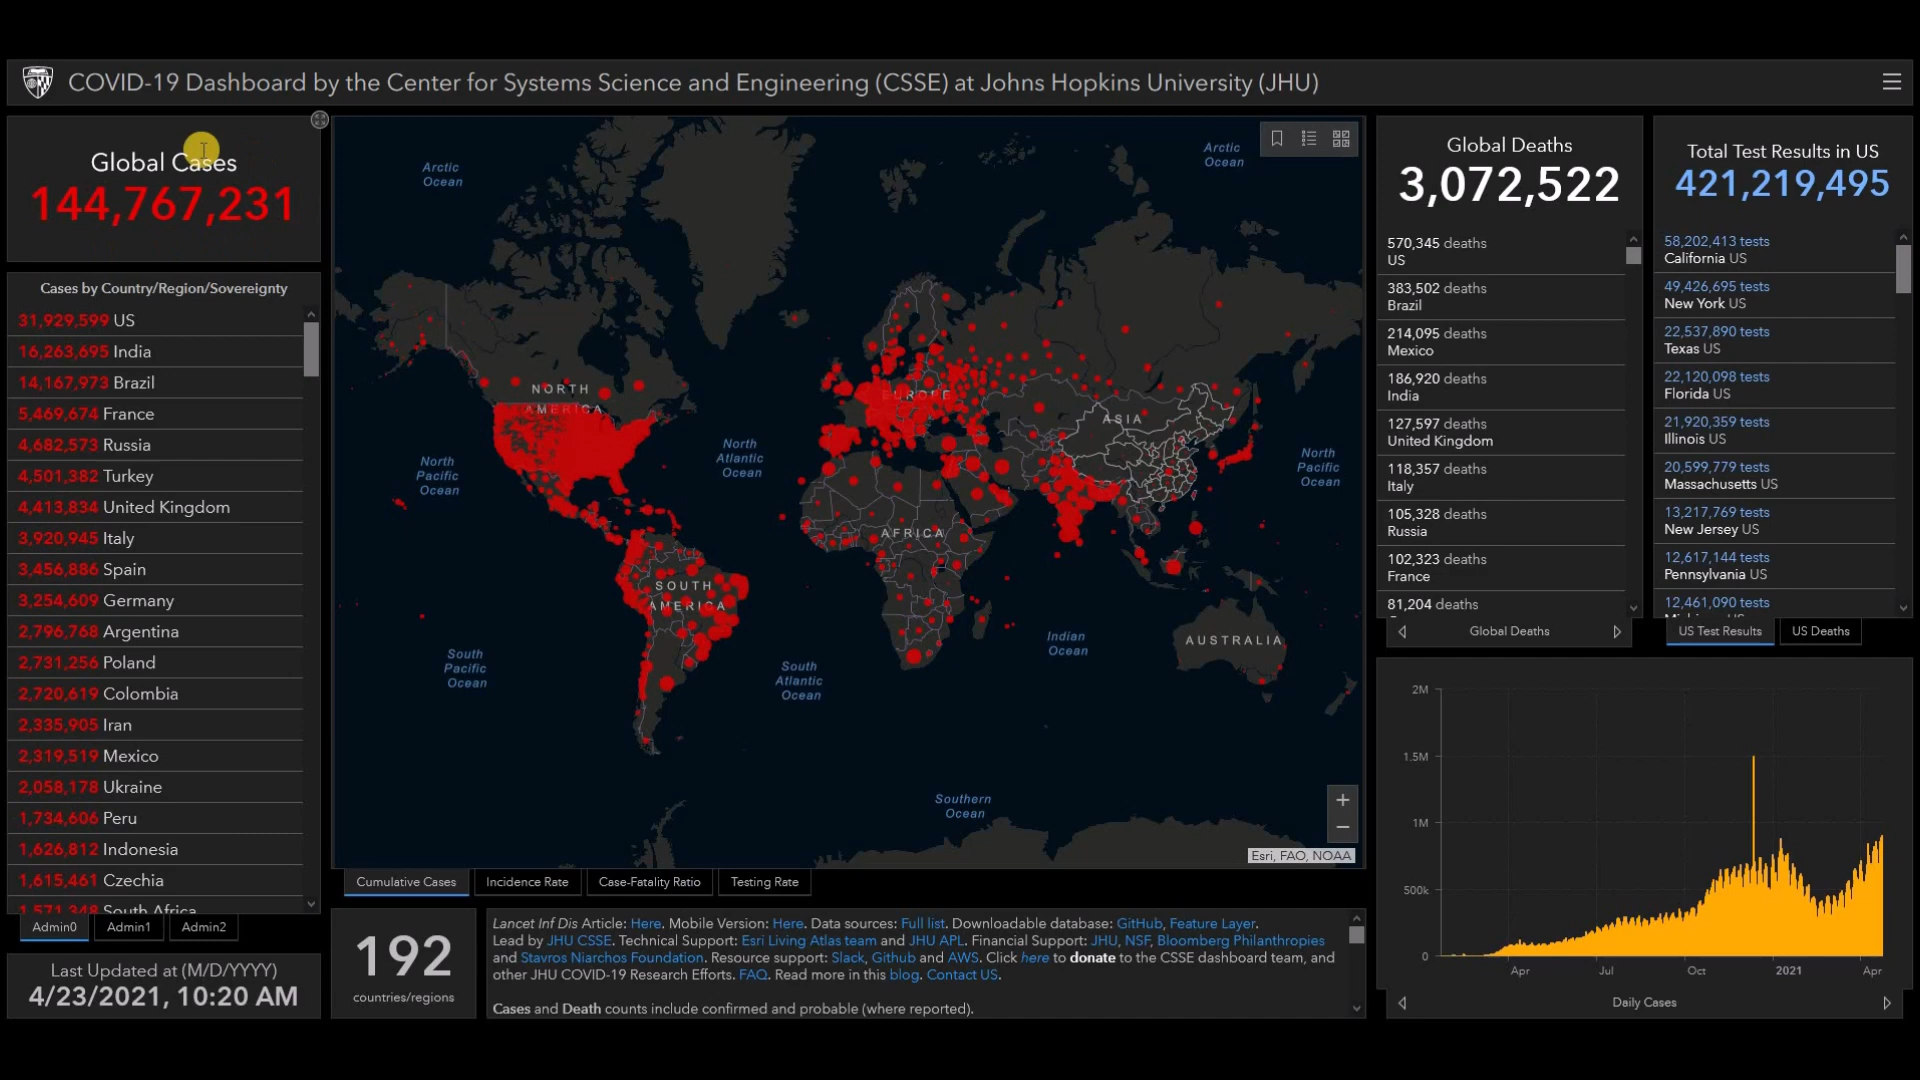 COVID-19 Dashboard by the Center for Systems Science and Engineering (CSSE) at Johns Hopkins University (JHU)
Global Cases
144,767,231
Cases by Country/Region/Sovereignty
31,929,599 US
16,263,695 India
14,167,973 Brazil
5,469,674 France
4,682,573 Russia
4,501,382 Turkey
4,413,834 United Kingdom
3,920,945 Italy
3,456,886 Spain
3,254,609 Germany
2,796,768 Argentina
2,731,256 Poland
2,720,619 Colombia
2,335,905 Iran
2,319,519 Mexico
2,058,178 Ukraine
1,734,606 Peru
1,626,812 Indonesia
1,615,461 Czechia
1,571,348 South Africa
Admin0
Admin1
Admin2
Last Updated at (M/D/YYYY)
4/23/2021, 10:20 AM
Arctic
Ocean
Arctic
Ocean
NORTH
AMERICA
EUROPE
ASIA
North
Pacific
Ocean
North
Atlantic
Ocean
North
Pacific
Ocean
AFRICA
SOUTH
AMERICA
AUSTRALIA
South
Pacific
Ocean
South
Atlantic
Ocean
Indian
Ocean
Southern
Ocean
+
−
Esri, FAO, NOAA
Cumulative Cases
Incidence Rate
Case-Fatality Ratio
Testing Rate
192
countries/regions
Lancet Inf Dis Article: Here. Mobile Version: Here. Data sources: Full list. Downloadable database: GitHub, Feature Layer.
Lead by JHU CSSE. Technical Support: Esri Living Atlas team and JHU APL. Financial Support: JHU, NSF, Bloomberg Philanthropies
and Stavros Niarchos Foundation. Resource support: Slack, Github and AWS. Click here to donate to the CSSE dashboard team, and
other JHU COVID-19 Research Efforts. FAQ. Read more in this blog. Contact US.
Cases and Death counts include confirmed and probable (where reported).
Global Deaths
3,072,522
570,345 deaths
US
383,502 deaths
Brazil
214,095 deaths
Mexico
186,920 deaths
India
127,597 deaths
United Kingdom
118,357 deaths
Italy
105,328 deaths
Russia
102,323 deaths
France
81,204 deaths
Global Deaths
Total Test Results in US
421,219,495
58,202,413 tests
California US
49,426,695 tests
New York US
22,537,890 tests
Texas US
22,120,098 tests
Florida US
21,920,359 tests
Illinois US
20,599,779 tests
Massachusetts US
13,217,769 tests
New Jersey US
12,617,144 tests
Pennsylvania US
12,461,090 tests
US Test Results
US Deaths
2M
1.5M
1M
500k
0
Apr
Jul
Oct
2021
Apr
Daily Cases